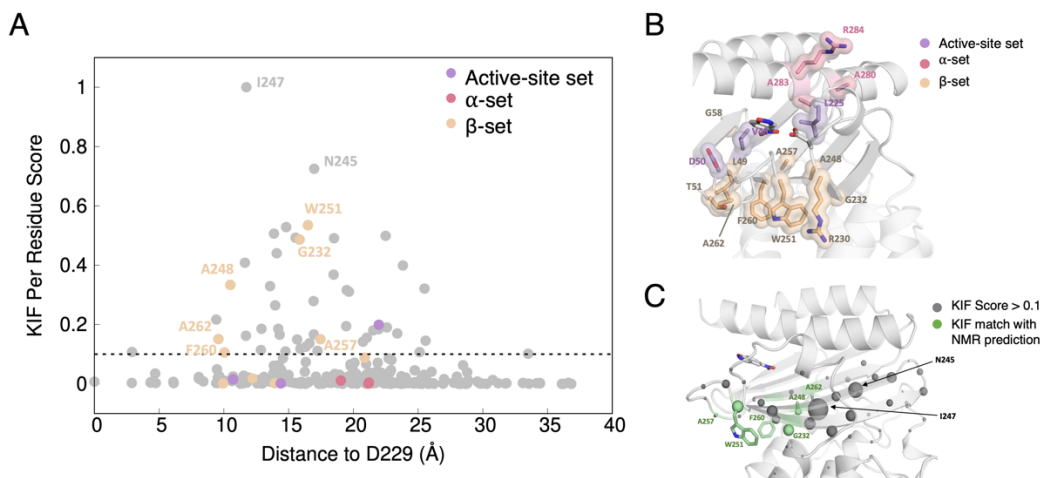 A
KIF Per Residue Score
1
0.8
0.6
0.4
0.2
0
0
5
10
15
20
25
30
35
40
Distance to D229 (Å)
I247
N245
W251
G232
A248
A262
F260
A257
Active-site set
α-set
β-set
B
R284
A283
A280
L225
G58
A257
A248
D50
L49
T51
G232
F260
A262
W251
R230
Active-site set
α-set
β-set
C
KIF Score > 0.1
KIF match with
NMR prediction
N245
A262
A248
I247
A257
F260
G232
W251